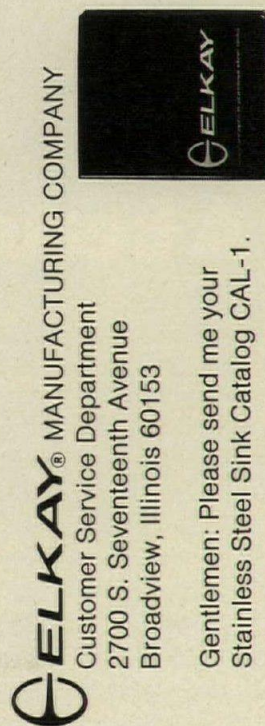 ELKAY® MANUFACTURING COMPANY
Customer Service Department
2700 S. Seventeenth Avenue
Broadview, Illinois 60153
Gentlemen: Please send me your
Stainless Steel Sink Catalog CAL-1.
ELKAY